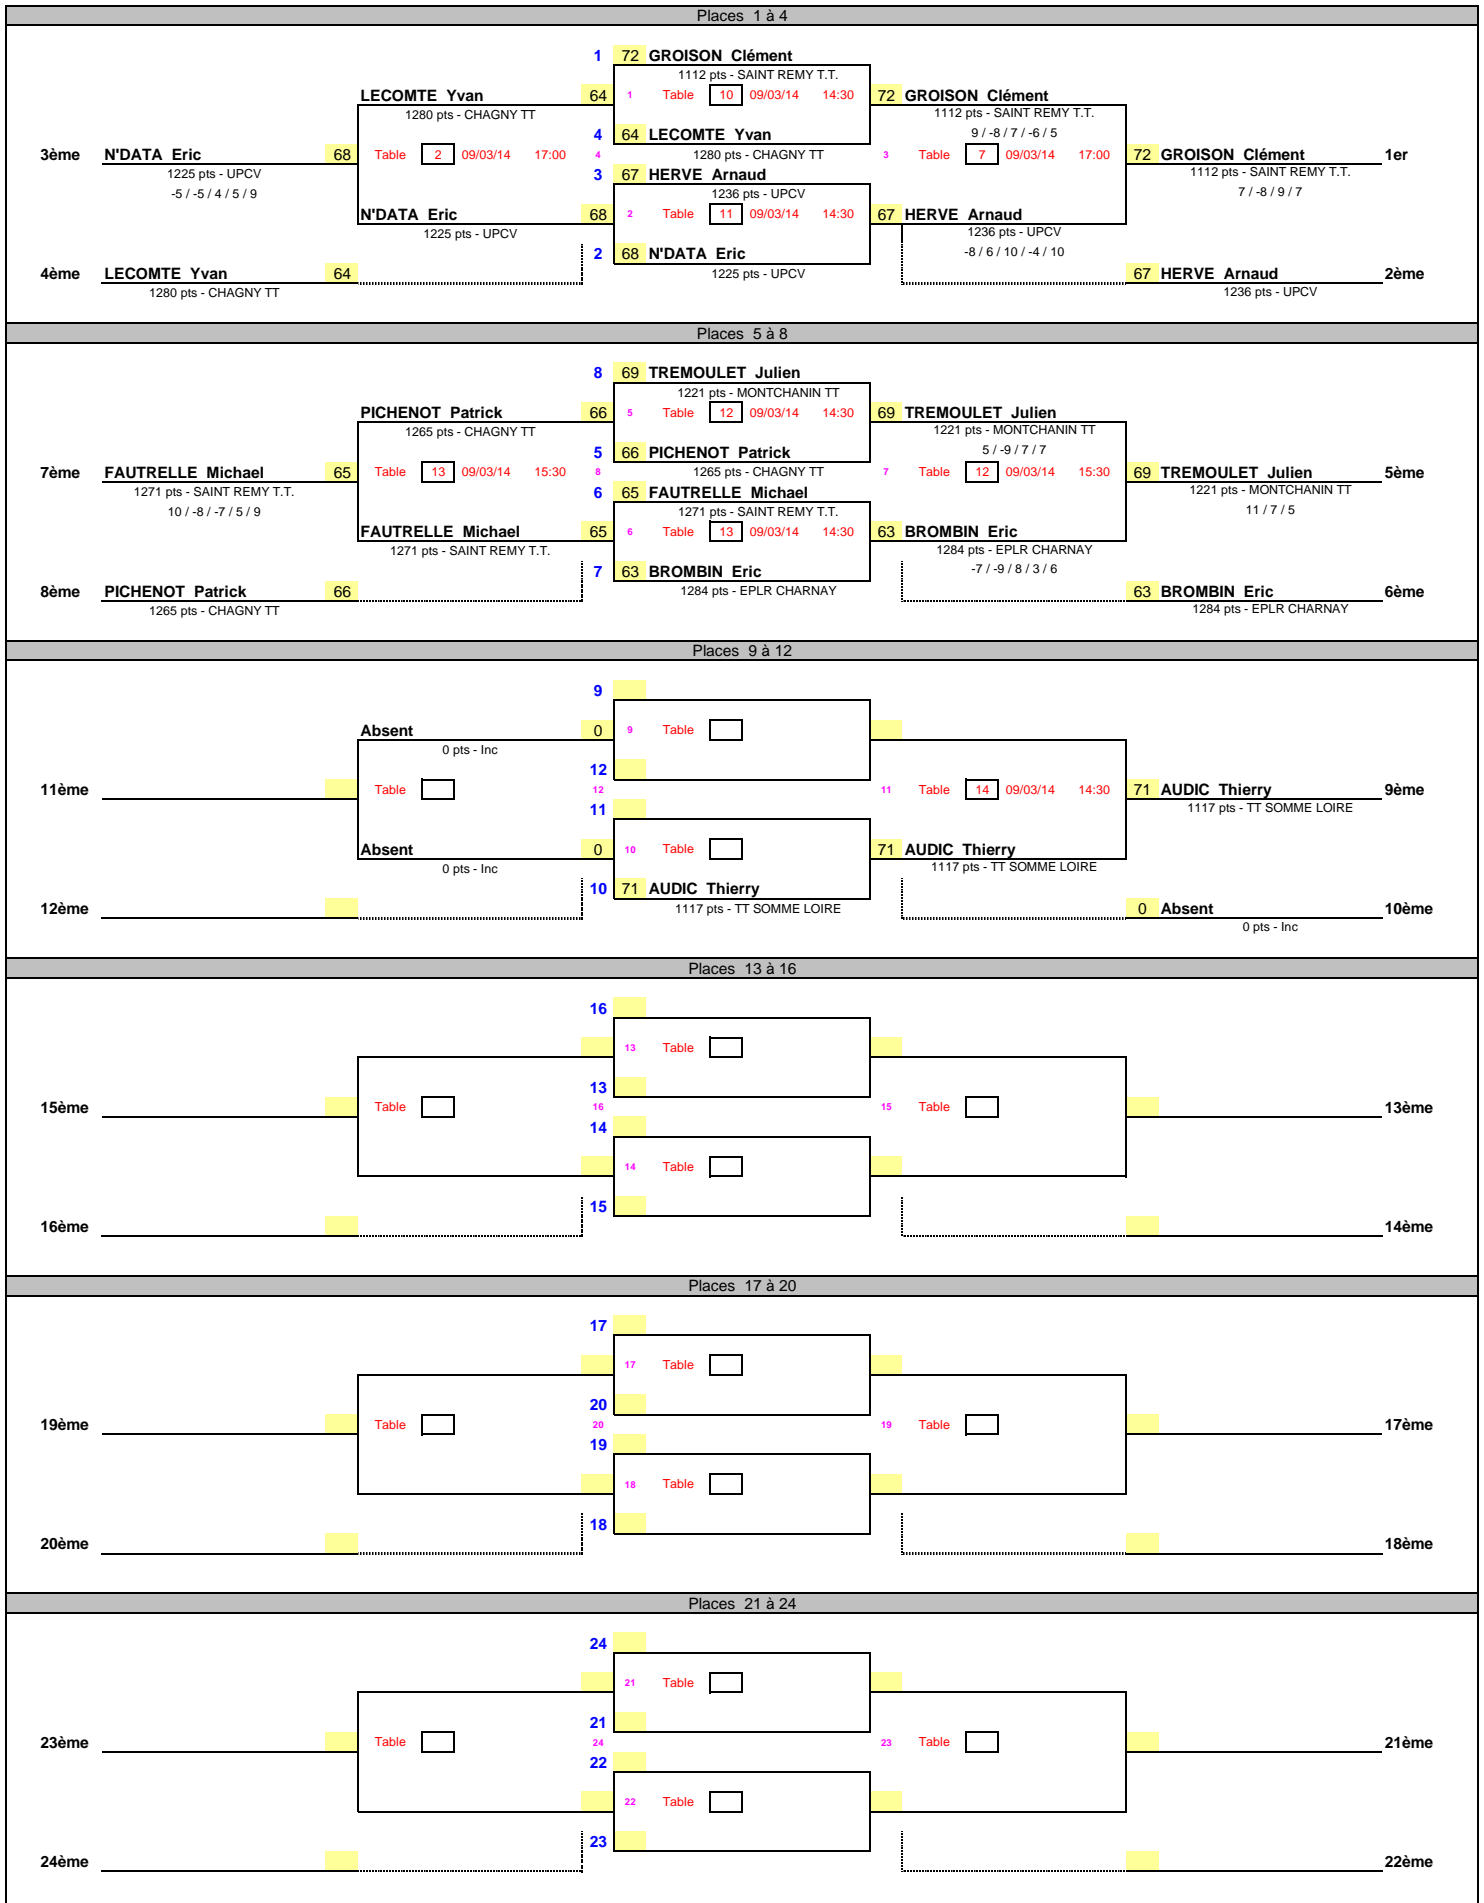 Places 1 à 4
1 72 GROISON Clément
1112 pts - SAINT REMY T.T.
LECOMTE Yvan 64 1 Table 10 09/03/14 14:30 72 GROISON Clément
1280 pts - CHAGNY TT 1112 pts - SAINT REMY T.T.
4 64 LECOMTE Yvan 9 / -8 / 7 / -6 / 5
3ème N'DATA Eric 68 Table 2 09/03/14 17:00 4 1280 pts - CHAGNY TT 3 Table 7 09/03/14 17:00 72 GROISON Clément 1er
1225 pts - UPCV 3 67 HERVE Arnaud 1112 pts - SAINT REMY T.T.
-5 / -5 / 4 / 5 / 9 1236 pts - UPCV 7 / -8 / 9 / 7
N'DATA Eric 68 2 Table 11 09/03/14 14:30 67 HERVE Arnaud
1225 pts - UPCV 1236 pts - UPCV
2 68 N'DATA Eric -8 / 6 / 10 / -4 / 10
4ème LECOMTE Yvan 64 1225 pts - UPCV 67 HERVE Arnaud 2ème
1280 pts - CHAGNY TT 1236 pts - UPCV
Places 5 à 8
8 69 TREMOULET Julien
1221 pts - MONTCHANIN TT
PICHENOT Patrick 66 5 Table 12 09/03/14 14:30 69 TREMOULET Julien
1265 pts - CHAGNY TT 1221 pts - MONTCHANIN TT
5 66 PICHENOT Patrick 5 / -9 / 7 / 7
7ème FAUTRELLE Michael 65 Table 13 09/03/14 15:30 8 1265 pts - CHAGNY TT 7 Table 12 09/03/14 15:30 69 TREMOULET Julien 5ème
1271 pts - SAINT REMY T.T. 6 65 FAUTRELLE Michael 1221 pts - MONTCHANIN TT
10 / -8 / -7 / 5 / 9 1271 pts - SAINT REMY T.T. 11 / 7 / 5
FAUTRELLE Michael 65 6 Table 13 09/03/14 14:30 63 BROMBIN Eric
1271 pts - SAINT REMY T.T. 1284 pts - EPLR CHARNAY
7 63 BROMBIN Eric -7 / -9 / 8 / 3 / 6
8ème PICHENOT Patrick 66 1284 pts - EPLR CHARNAY 63 BROMBIN Eric 6ème
1265 pts - CHAGNY TT 1284 pts - EPLR CHARNAY
Places 9 à 12
9
Absent 0 9 Table
0 pts - Inc
12
11ème Table 12 11 Table 14 09/03/14 14:30 71 AUDIC Thierry 9ème
11 1117 pts - TT SOMME LOIRE
Absent 0 10 Table 71 AUDIC Thierry
0 pts - Inc 1117 pts - TT SOMME LOIRE
10 71 AUDIC Thierry
12ème 1117 pts - TT SOMME LOIRE 0 Absent 10ème
0 pts - Inc
Places 13 à 16
16
13 Table
13
15ème Table 16 15 Table 13ème
14
14 Table
15
16ème 14ème
Places 17 à 20
17
17 Table
20
19ème Table 20 19 Table 17ème
19
18 Table
18
20ème 18ème
Places 21 à 24
24
21 Table
21
23ème Table 24 23 Table 21ème
22
22 Table
23
24ème 22ème